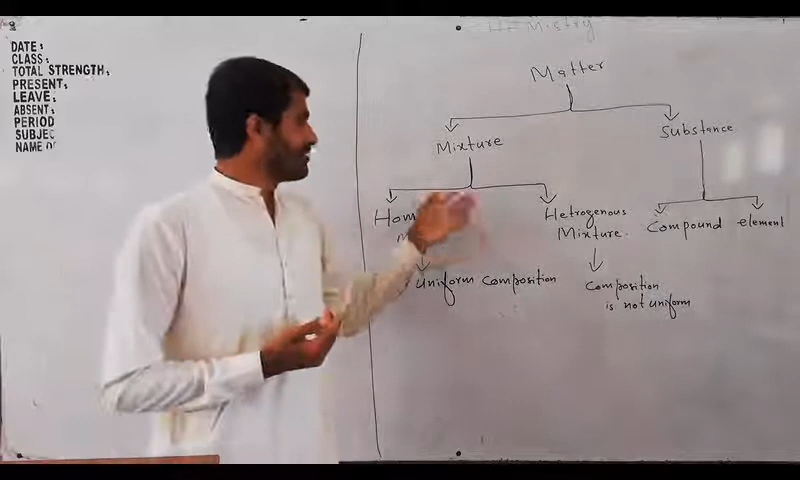 DATE:
CLASS:
TOTAL STRENGTH:
PRESENT:
LEAVE:
ABSENT:
PERIOD
SUBJEC
NAME O
Matter
Mixture
Substance
Hom
Hetrogenous
Mixture.
Compound
element
Uniform composition
Composition
is not uniform